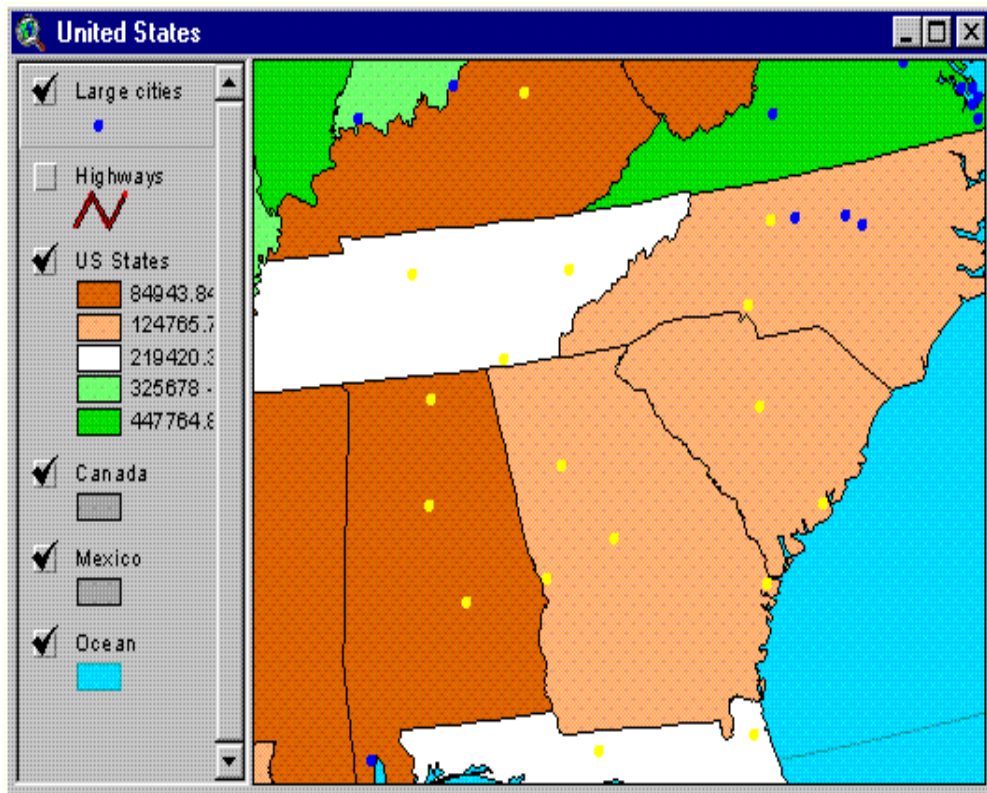 United States
Large cities
Highways
US States
84943.84
124765.7
219420.3
325678 -
447764.8
Canada
Mexico
Ocean